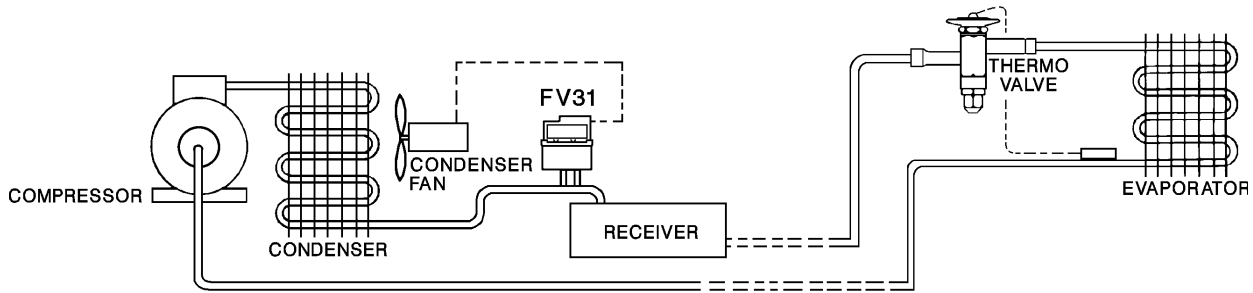 THERMO
VALVE
FV31
CONDENSER
FAN
COMPRESSOR
EVAPORATOR
RECEIVER
CONDENSER